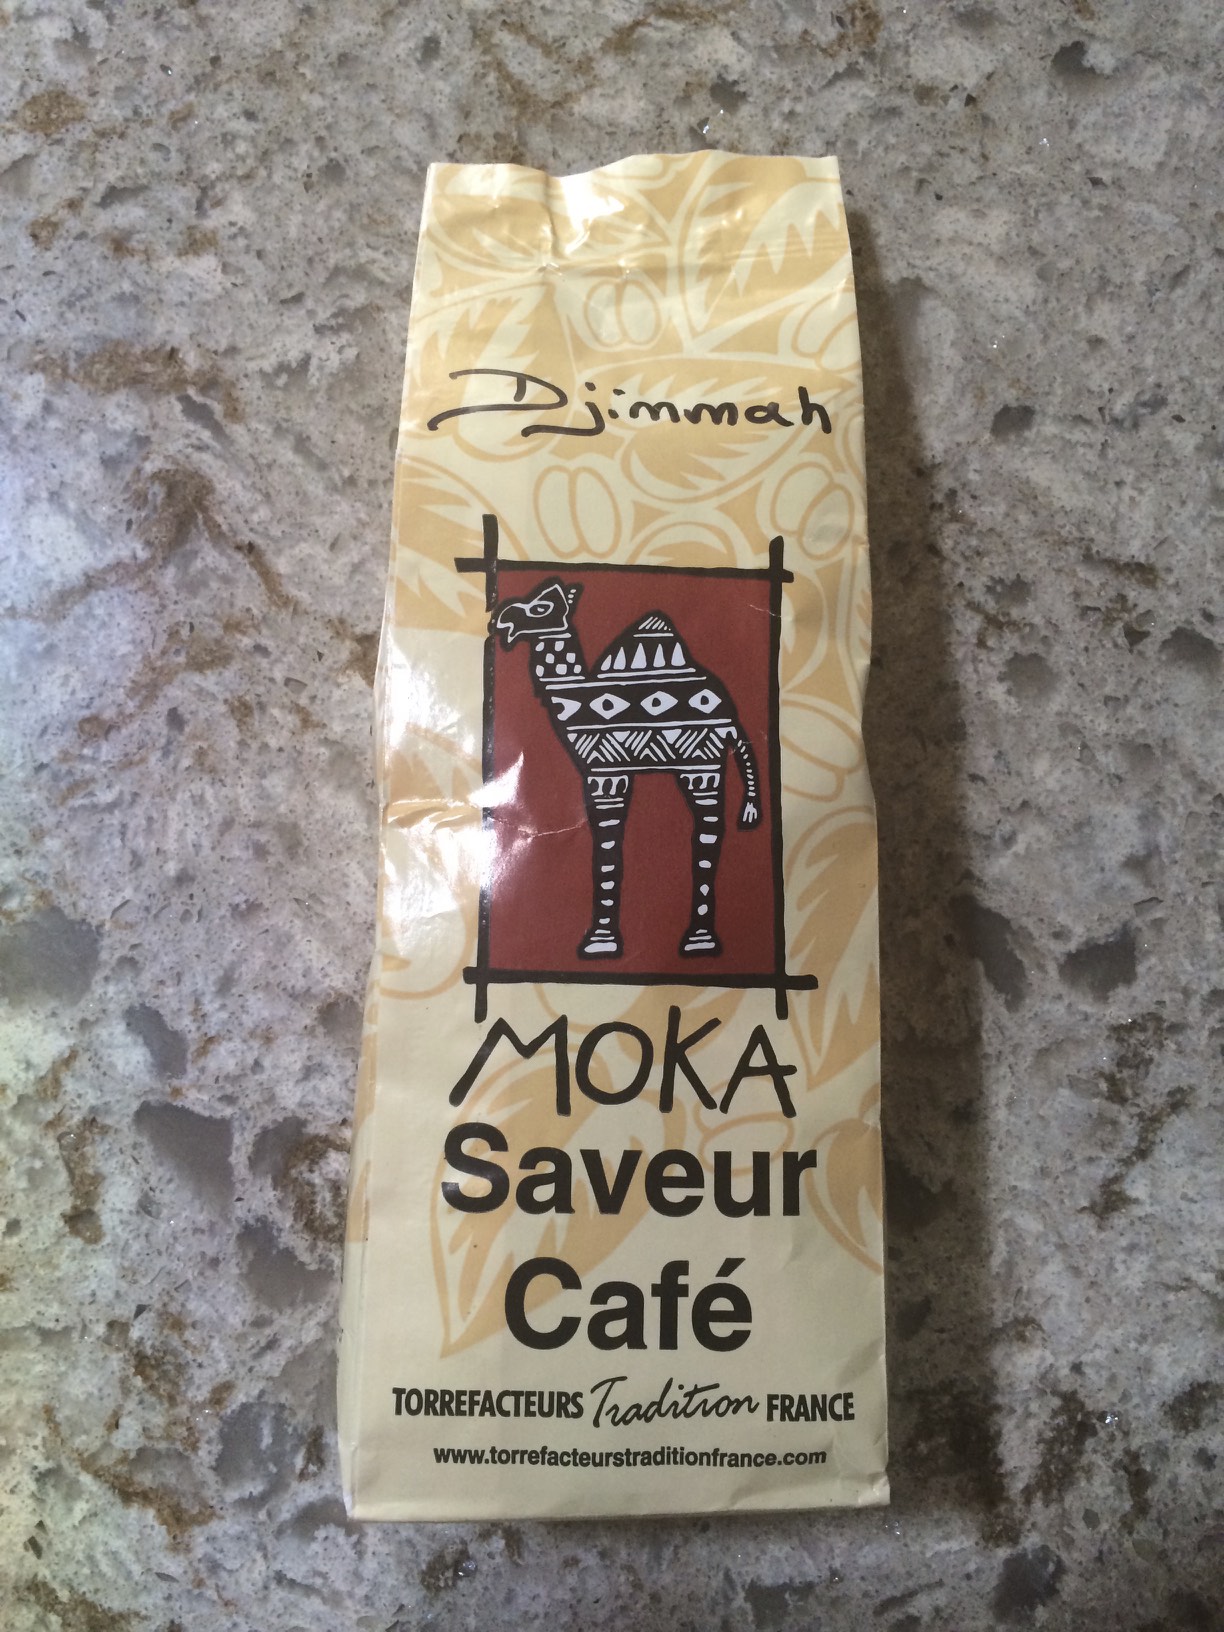 Djimmah
MOKA
Saveur
Café
TORREFACTEURS Tradition FRANCE
www.torrefacteurstraditionfrance.com